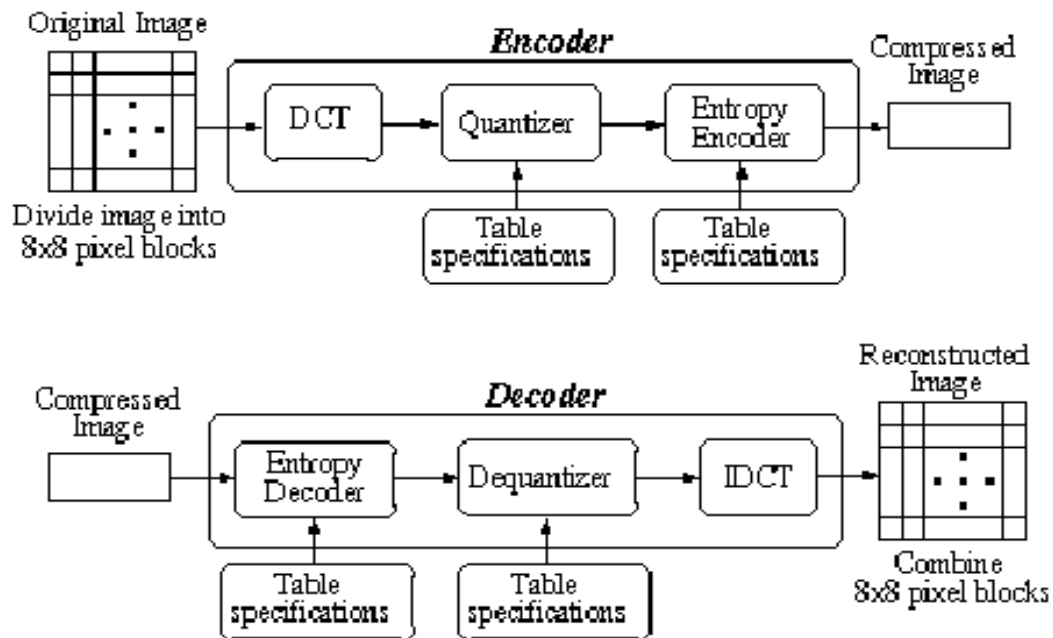 Original Image
Encoder
Compressed
Image
DCT
Quantizer
Entropy
Encoder
Divide image into
8x8 pixel blocks
Table
specifications
Table
specifications
Reconstructed
Image
Decoder
Compressed
Image
Entropy
Decoder
Dequantizer
IDCT
Combine
8x8 pixel blocks
Table
specifications
Table
specifications